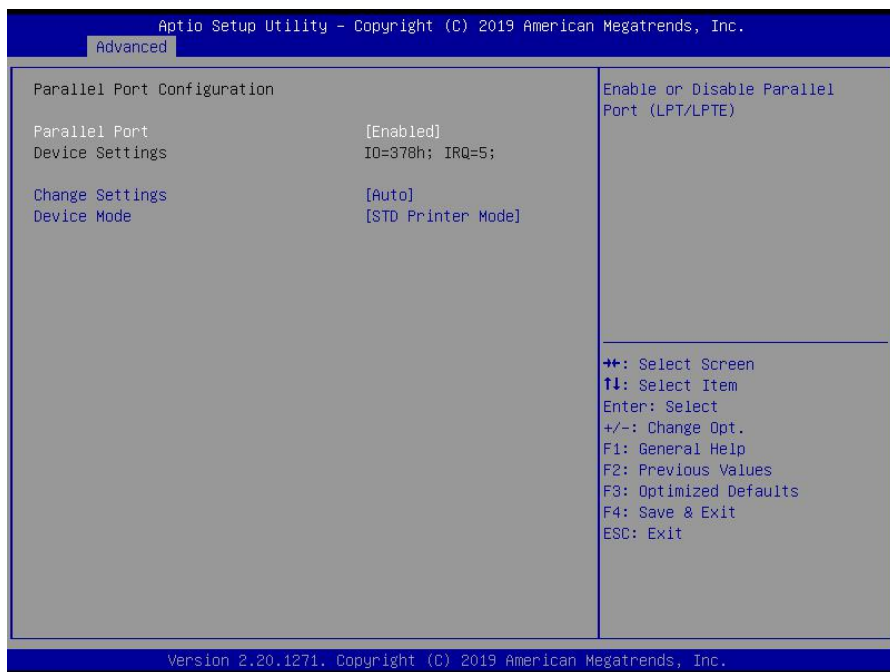 Aptio Setup Utility – Copyright (C) 2019 American Megatrends, Inc.
Advanced
Parallel Port Configuration
Parallel Port [Enabled]
Device Settings IO=378h; IRQ=5;
Change Settings [Auto]
Device Mode [STD Printer Mode]
Enable or Disable Parallel
Port (LPT/LPTE)
→←: Select Screen
↑↓: Select Item
Enter: Select
+/-: Change Opt.
F1: General Help
F2: Previous Values
F3: Optimized Defaults
F4: Save & Exit
ESC: Exit
Version 2.20.1271. Copyright (C) 2019 American Megatrends, Inc.